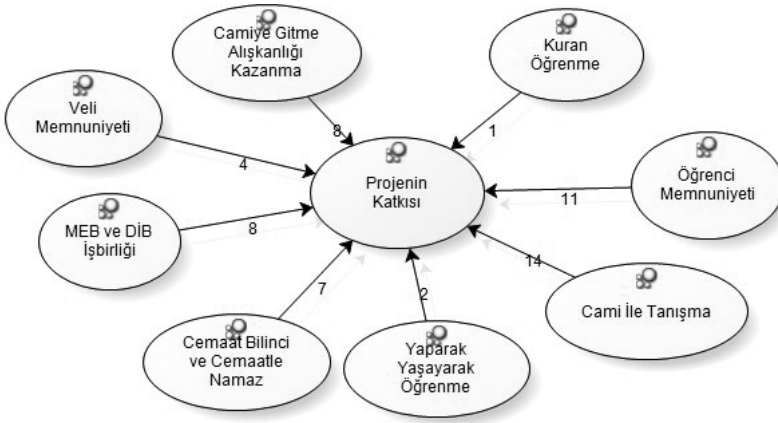 Camiye Gitme
Alışkanlığı
Kazanma
Kuran
Öğrenme
Veli
Memnuniyeti
8
1
4
Projenin
Katkısı
Öğrenci
Memnuniyeti
11
MEB ve DİB
İşbirliği
8
14
7
2
Cami İle Tanışma
Cemaat Bilinci
ve Cemaatle
Namaz
Yaparak
Yaşayarak
Öğrenme